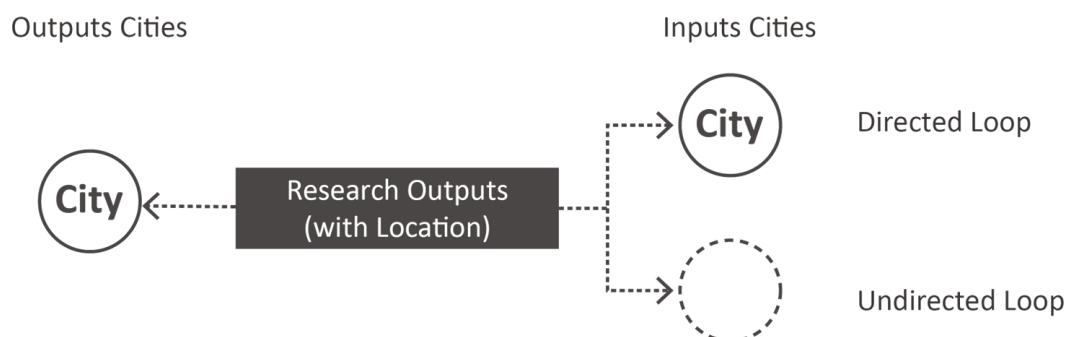 Outputs Cities
Inputs Cities
City
Directed Loop
City
Research Outputs
(with Location)
Undirected Loop